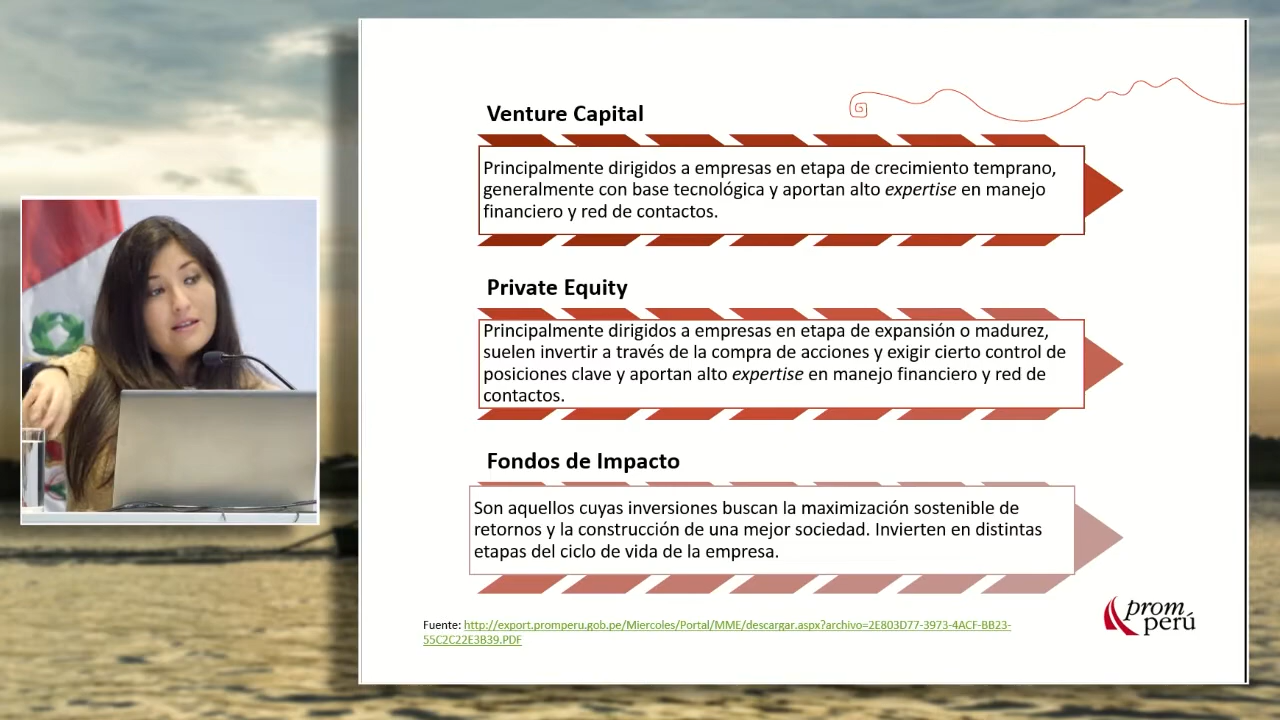 Venture Capital
Principalmente dirigidos a empresas en etapa de crecimiento temprano,
generalmente con base tecnológica y aportan alto expertise en manejo
financiero y red de contactos.
Private Equity
Principalmente dirigidos a empresas en etapa de expansión o madurez,
suelen invertir a través de la compra de acciones y exigir cierto control de
posiciones clave y aportan alto expertise en manejo financiero y red de
contactos.
Fondos de Impacto
Son aquellos cuyas inversiones buscan la maximización sostenible de
retornos y la construcción de una mejor sociedad. Invierten en distintas
etapas del ciclo de vida de la empresa.
Fuente: http://export.promperu.gob.pe/Miercoles/Portal/MME/descargar.aspx?archivo=2E803D77-3973-4ACF-BB23-
55C2C22E3B39.PDF
prom
perú